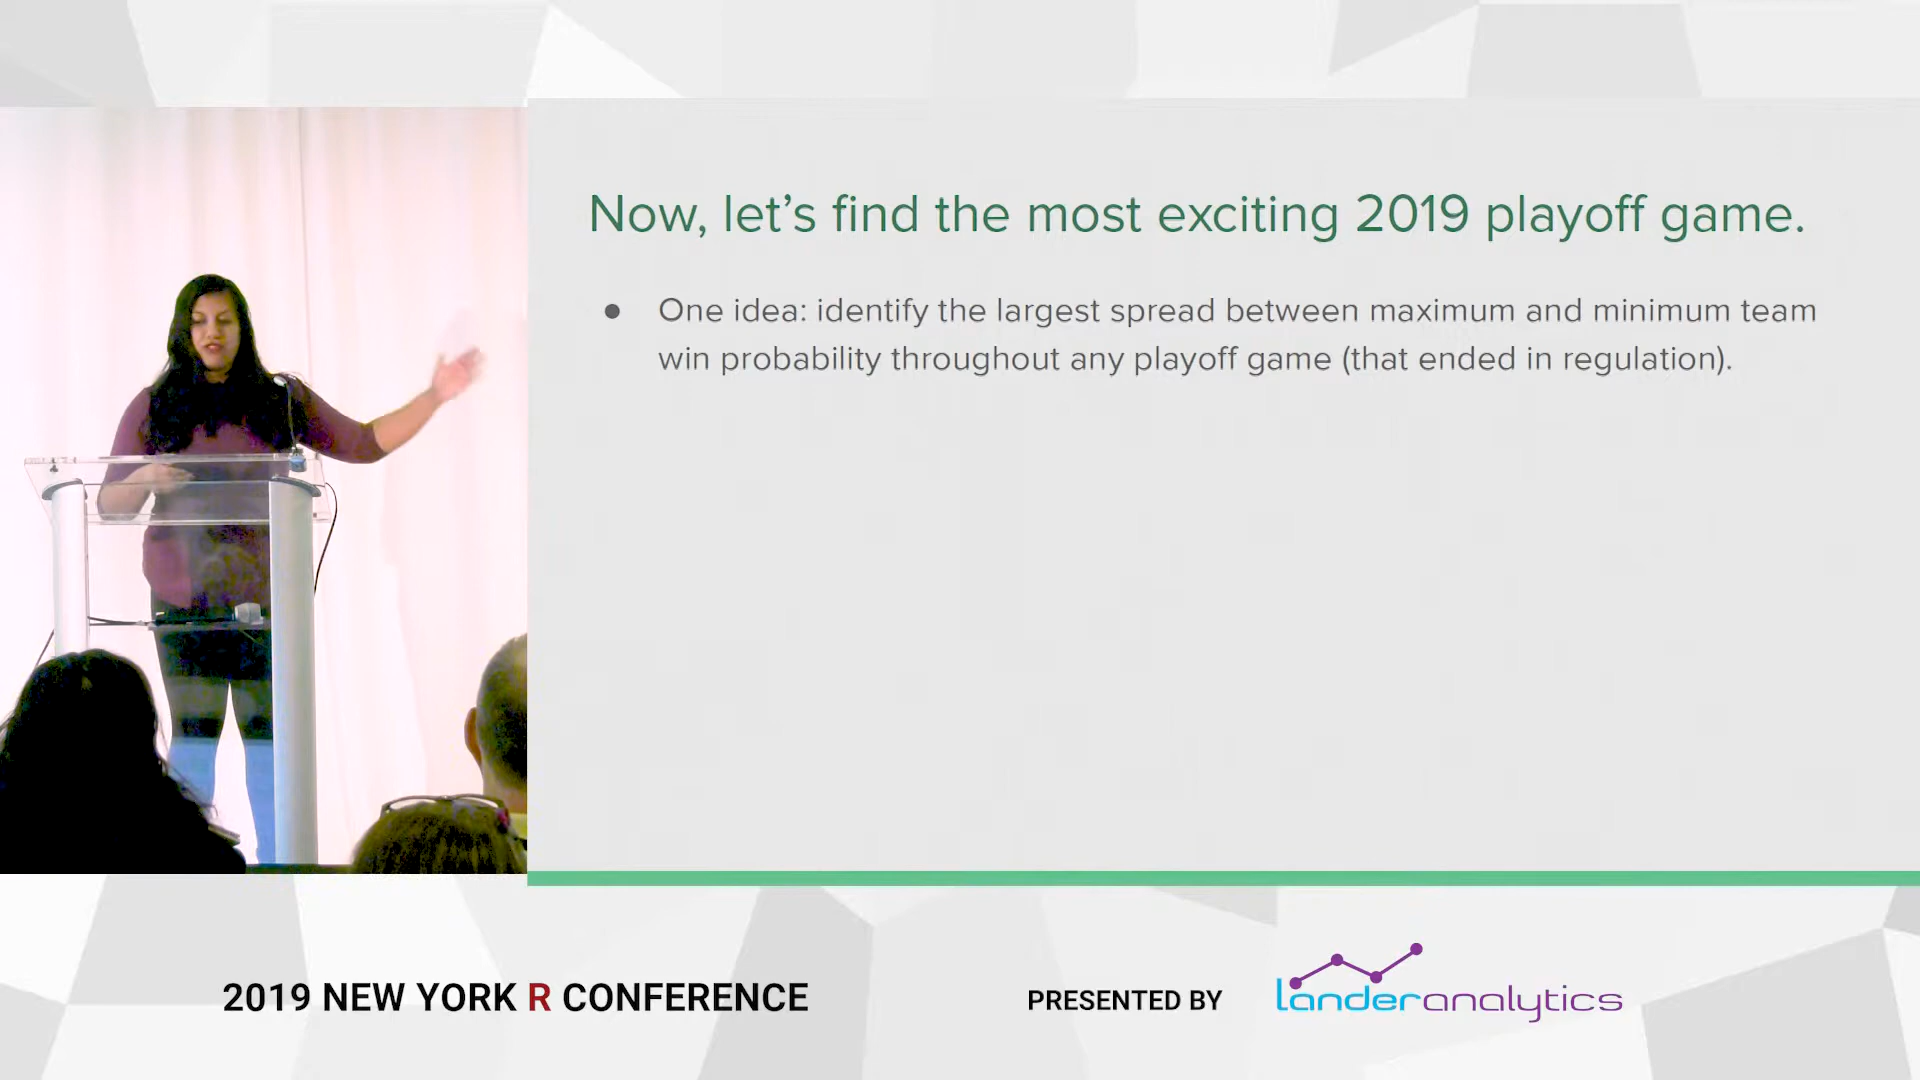 Now, let’s find the most exciting 2019 playoff game.
● One idea: identify the largest spread between maximum and minimum team
win probability throughout any playoff game (that ended in regulation).
2019 NEW YORK R CONFERENCE
PRESENTED BY
landeranalytics